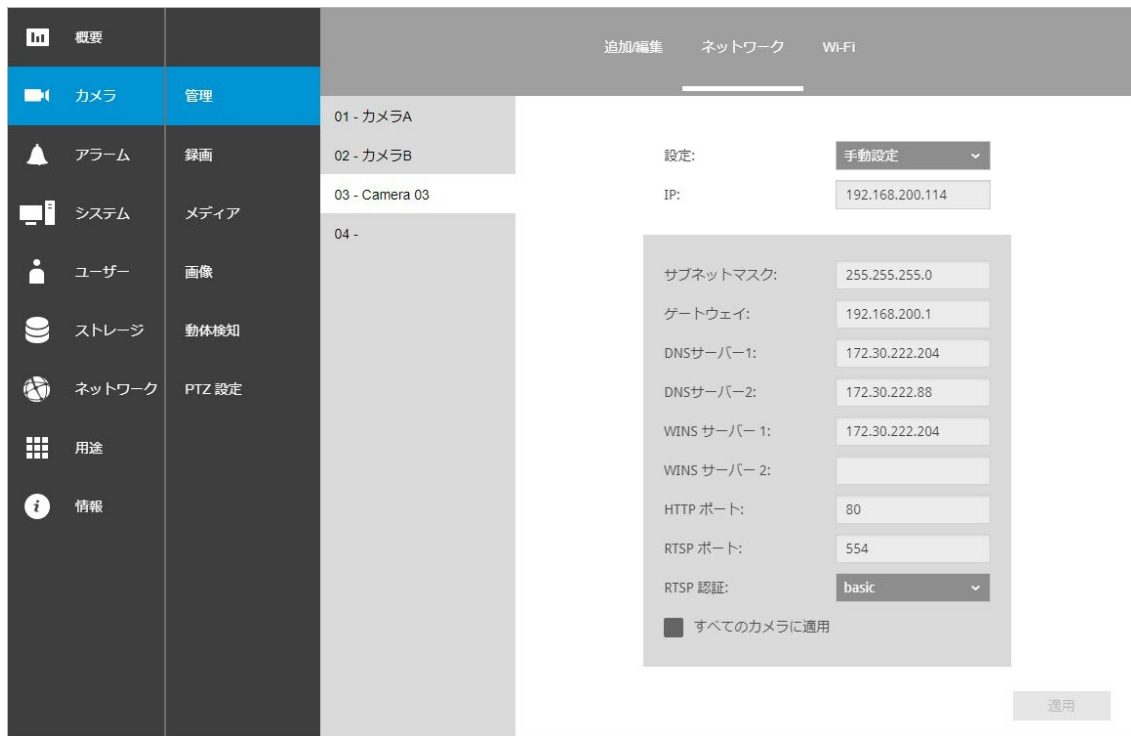 概要
カメラ
アラーム
システム
ユーザー
ストレージ
ネットワーク
用途
情報
管理
録画
メディア
画像
動体検知
PTZ 設定
追加/編集 ネットワーク Wi-Fi
01 - カメラA
02 - カメラB
03 - Camera 03
04 -
設定: 手動設定
IP: 192.168.200.114
サブネットマスク: 255.255.255.0
ゲートウェイ: 192.168.200.1
DNSサーバー1: 172.30.222.204
DNSサーバー2: 172.30.222.88
WINS サーバー 1: 172.30.222.204
WINS サーバー 2:
HTTP ポート: 80
RTSP ポート: 554
RTSP 認証: basic
すべてのカメラに適用
適用